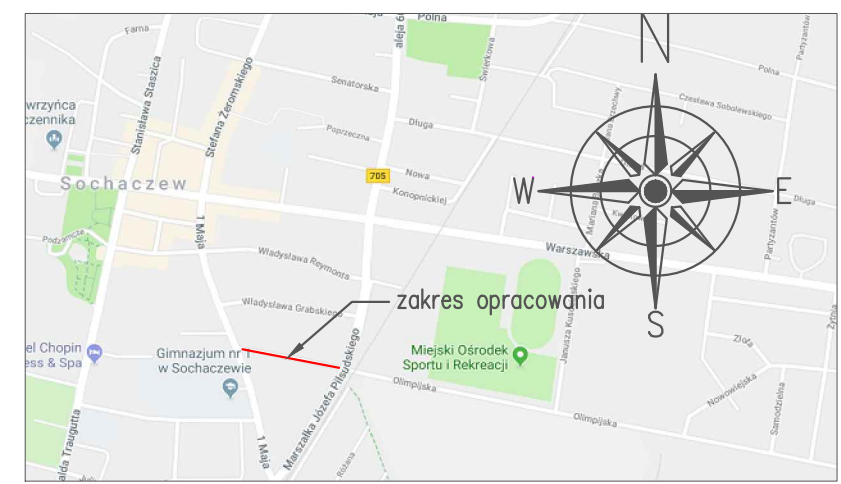 Polna
aleja 60
Farna
Stanisława Staszica
Stefana Żeromskiego
Senatorska
Świerkowa
Polna
Partyzantów
N
Czesława Sobolewskiego
wrzyńca
czennika
Poprzeczna
Długa
705
Nowa
Konopnickiej
Sochaczew
W
E
Długa
Partyzantów
1 Maja
Podzamcze
Warszawska
Władysława Reymonta
Władysława Grabskiego
zakres opracowania
S
Żytnia
Złota
el Chopin
ess & Spa
Gimnazjum nr 1
w Sochaczewie
Marszałka Józefa Piłsudskiego
Miejski Ośrodek
Sportu i Rekreacji
Olimpijska
Olimpijska
Nowowiejska
Samodzielna
1 Maja
Różana
alda Traugutta